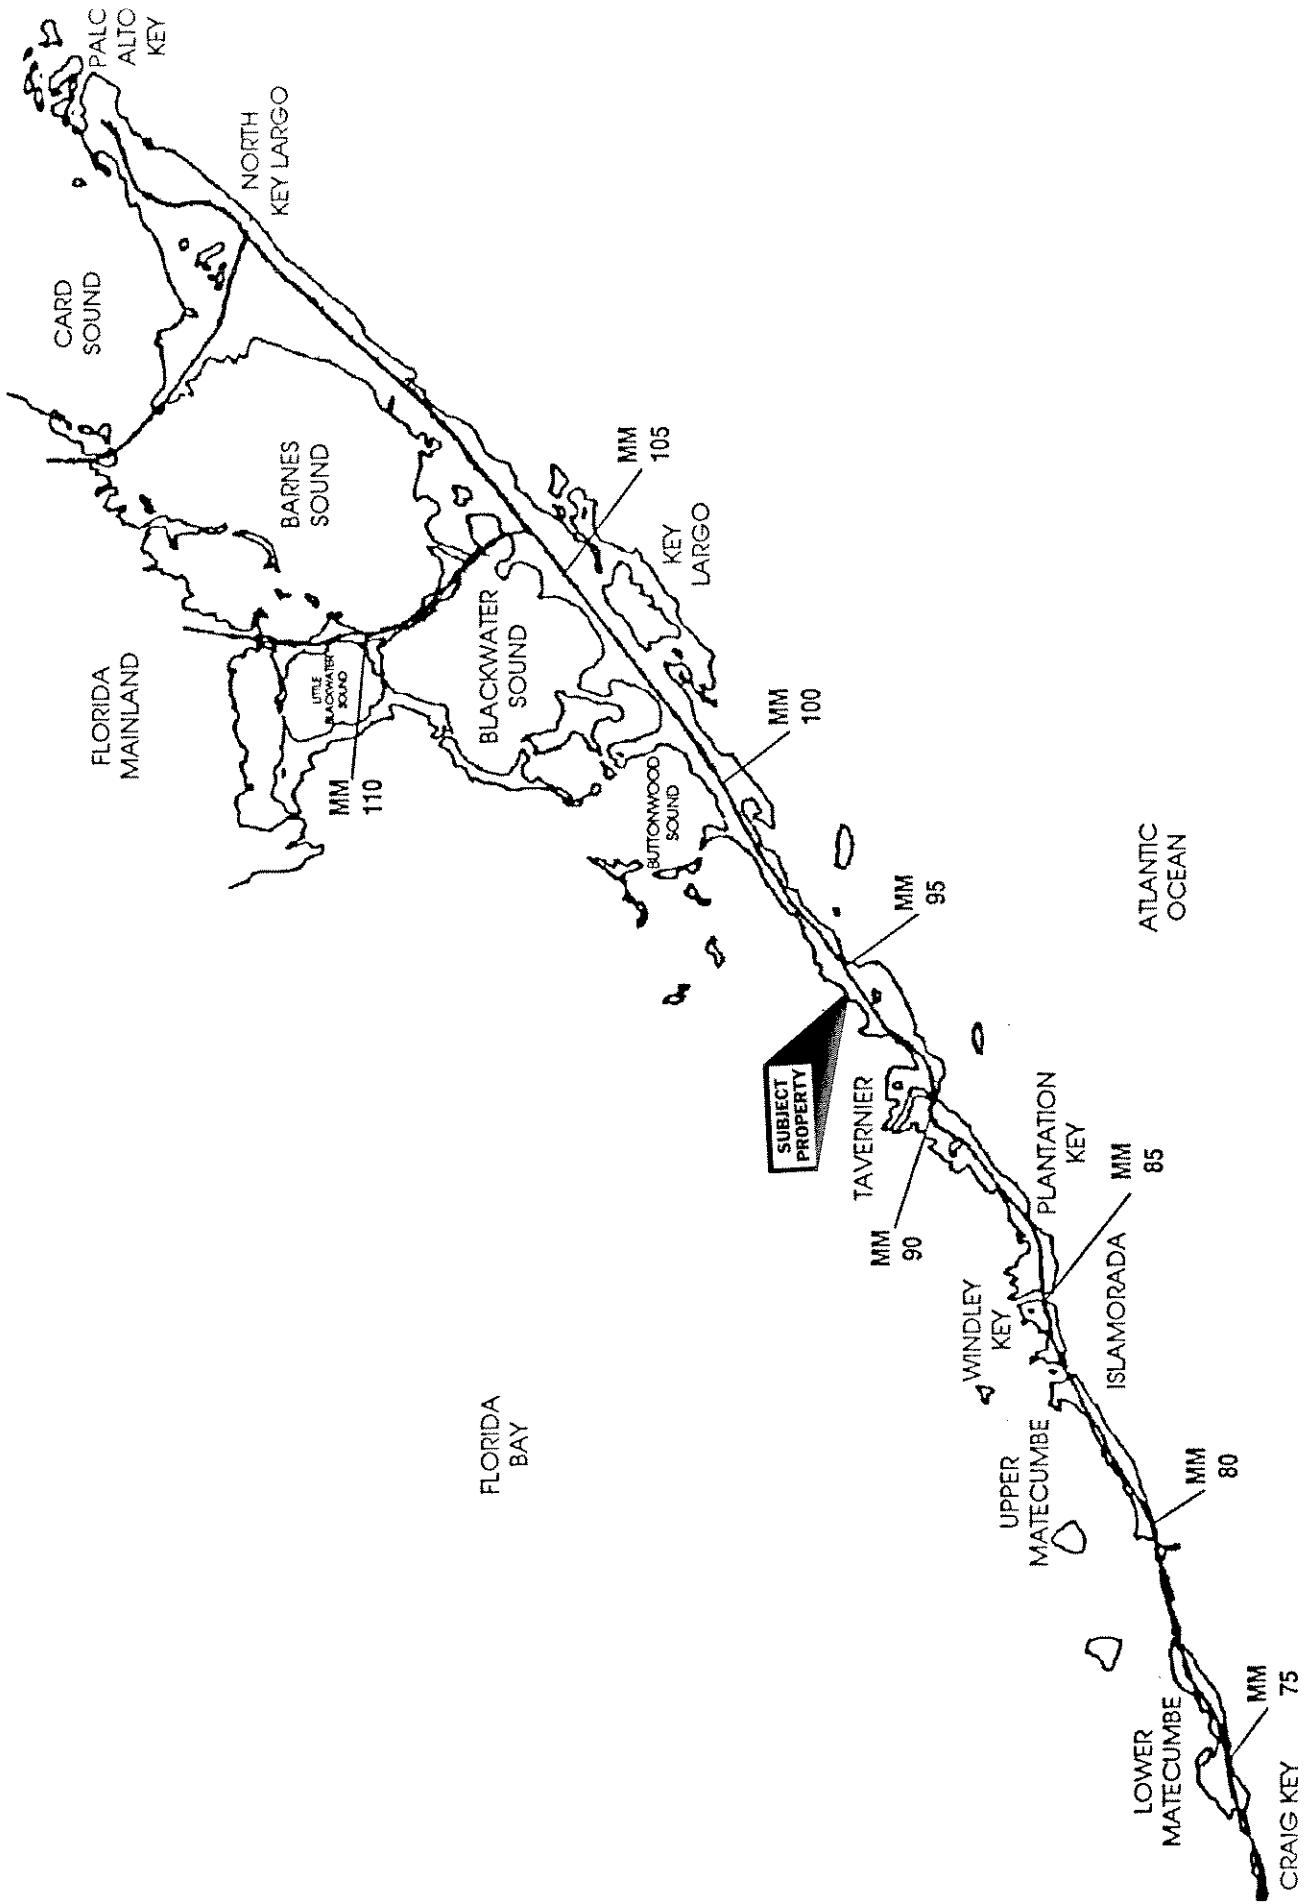 PALC
ALTO
KEY
NORTH
KEY LARGO
CARD
SOUND
BARNES
SOUND
MM
105
KEY
LARGO
FLORIDA
MAINLAND
LITTLE
BLACKWATER
SOUND
BLACKWATER
SOUND
MM
110
MM
100
BUTTONWOOD
SOUND
MM
95
ATLANTIC
OCEAN
SUBJECT
PROPERTY
TAVERNIER
MM
90
PLANTATION
KEY
MM
85
WINDLEY
KEY
ISLAMORADA
FLORIDA
BAY
UPPER
MATECUMBE
MM
80
LOWER
MATECUMBE
MM
75
CRAIG KEY